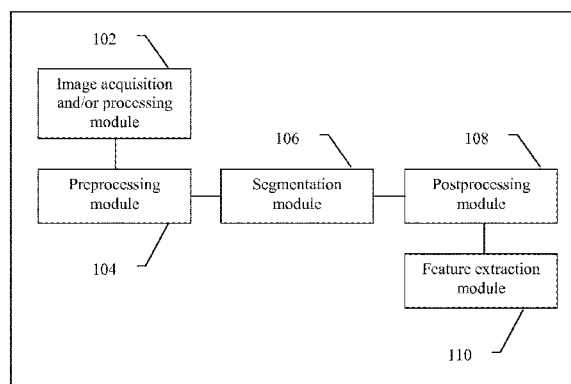 102
Image acquisition
and/or processing
module
106
108
Preprocessing
module
Segmentation
module
Postprocessing
module
104
Feature extraction
module
110